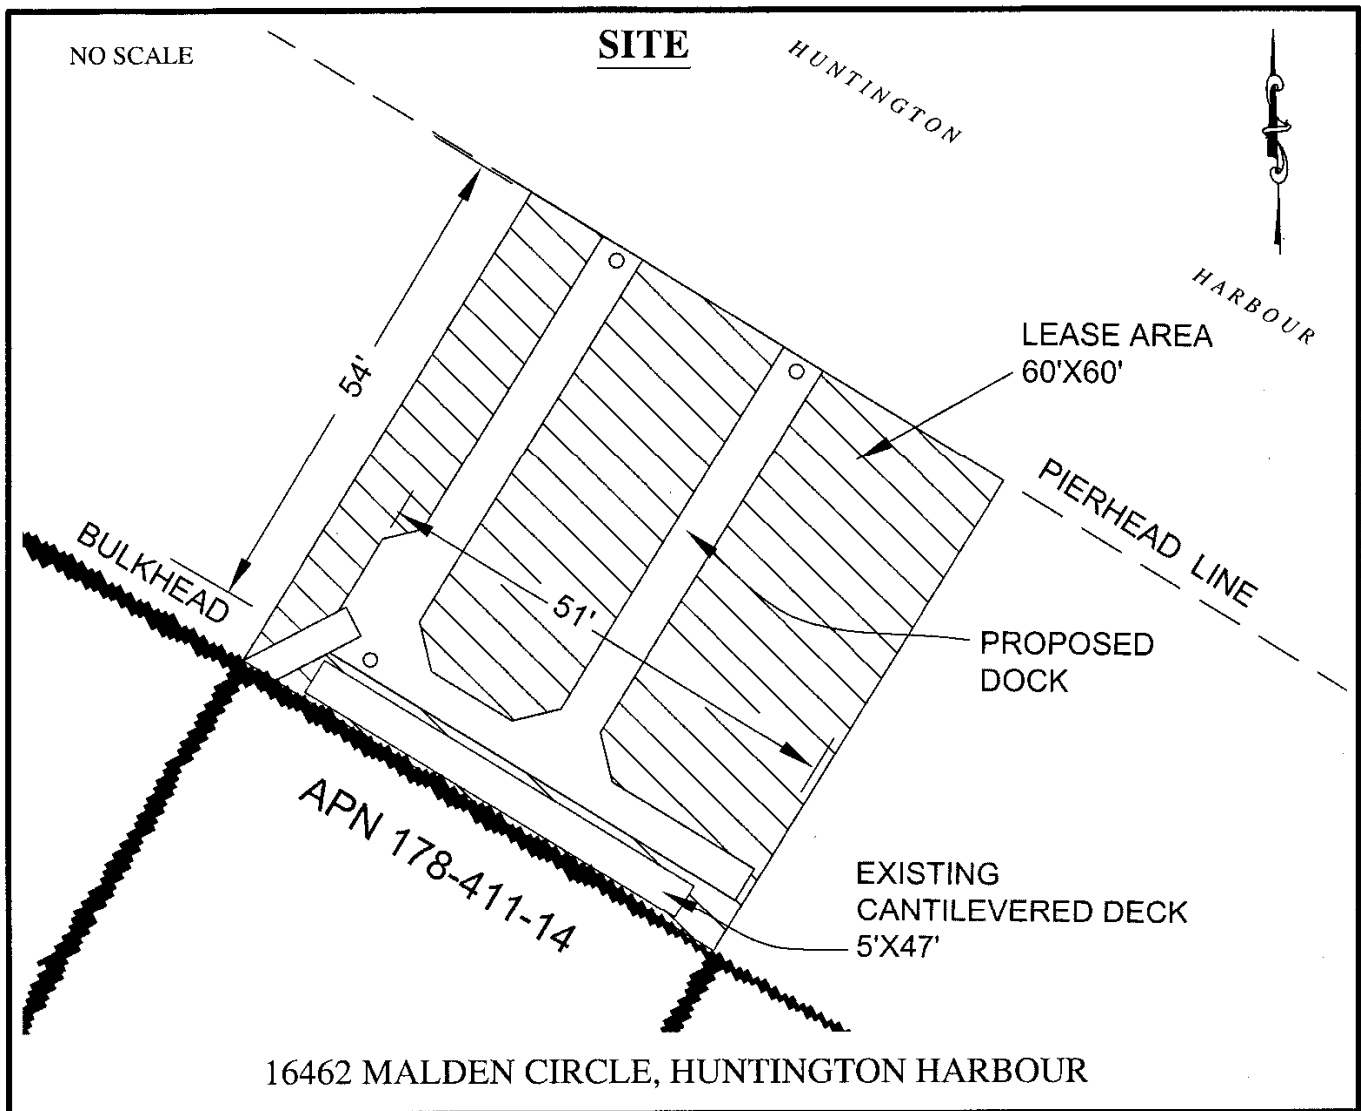 NO SCALE
SITE
HUNTINGTON
HARBOUR
LEASE AREA
60'X60'
54'
PIERHEAD LINE
BULKHEAD
51'
PROPOSED
DOCK
APN 178-411-14
EXISTING
CANTILEVERED DECK
5'X47'
16462 MALDEN CIRCLE, HUNTINGTON HARBOUR